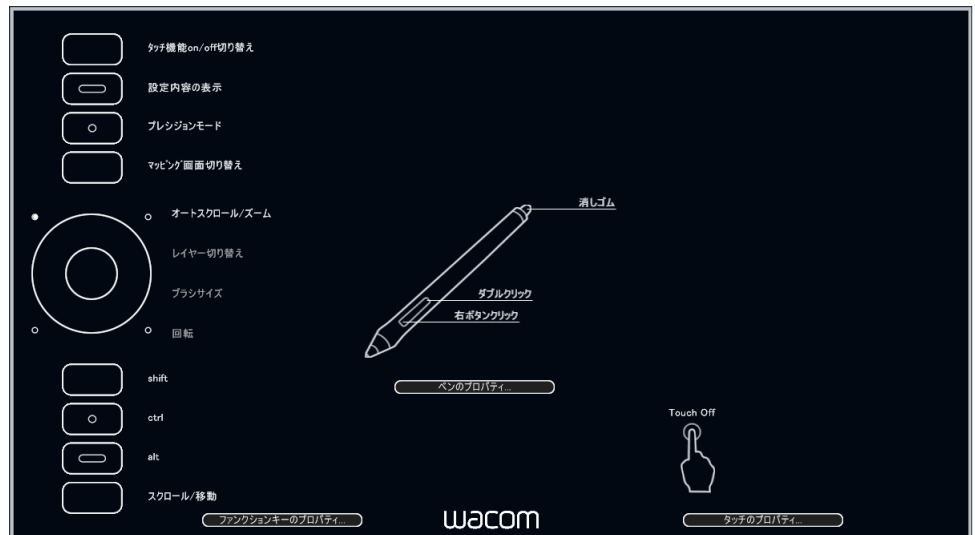 タッチ機能on/off切り替え
設定内容の表示
プレシジョンモード
マッピング画面切り替え
オートスクロール/ズーム
レイヤー切り替え
ブラシサイズ
回転
shift
ctrl
alt
スクロール/移動
ファンクションキーのプロパティ...
消しゴム
ダブルクリック
右ボタンクリック
ペンのプロパティ...
Touch Off
タッチのプロパティ...
wacom